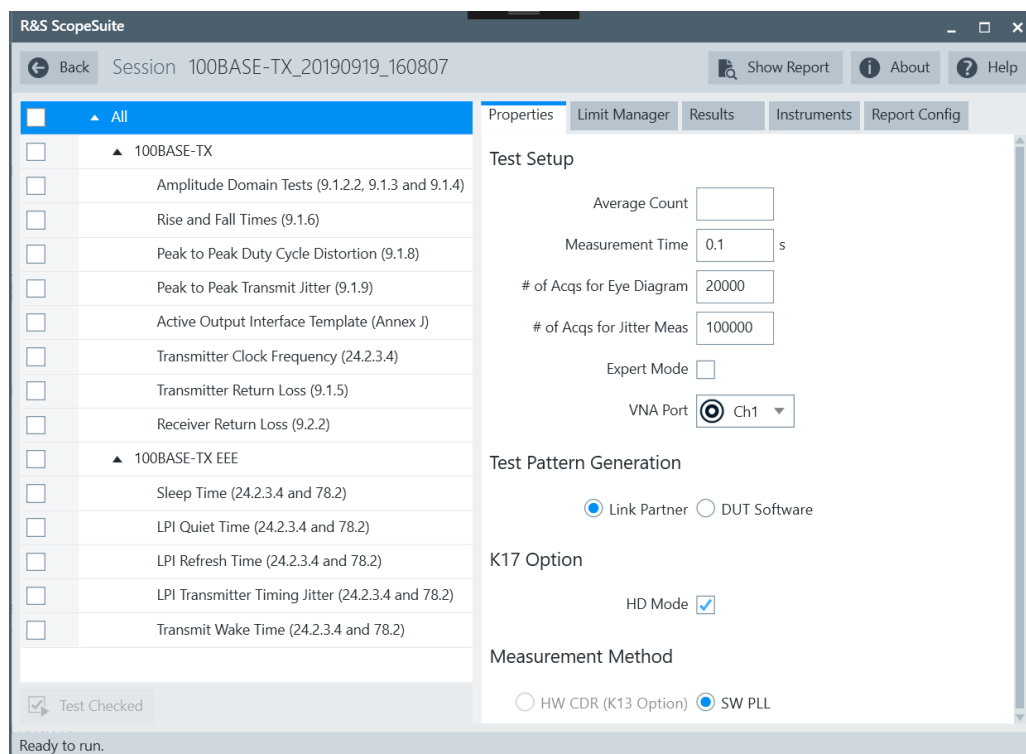 R&S ScopeSuite
Back Session 100BASE-TX_20190919_160807 Show Report About Help
All
100BASE-TX
Amplitude Domain Tests (9.1.2.2, 9.1.3 and 9.1.4)
Rise and Fall Times (9.1.6)
Peak to Peak Duty Cycle Distortion (9.1.8)
Peak to Peak Transmit Jitter (9.1.9)
Active Output Interface Template (Annex J)
Transmitter Clock Frequency (24.2.3.4)
Transmitter Return Loss (9.1.5)
Receiver Return Loss (9.2.2)
100BASE-TX EEE
Sleep Time (24.2.3.4 and 78.2)
LPI Quiet Time (24.2.3.4 and 78.2)
LPI Refresh Time (24.2.3.4 and 78.2)
LPI Transmitter Timing Jitter (24.2.3.4 and 78.2)
Transmit Wake Time (24.2.3.4 and 78.2)
Test Checked
Properties Limit Manager Results Instruments Report Config
Test Setup
Average Count
Measurement Time 0.1 s
# of Acqs for Eye Diagram 20000
# of Acqs for Jitter Meas 100000
Expert Mode
VNA Port Ch1
Test Pattern Generation
Link Partner DUT Software
K17 Option
HD Mode
Measurement Method
HW CDR (K13 Option) SW PLL
Ready to run.